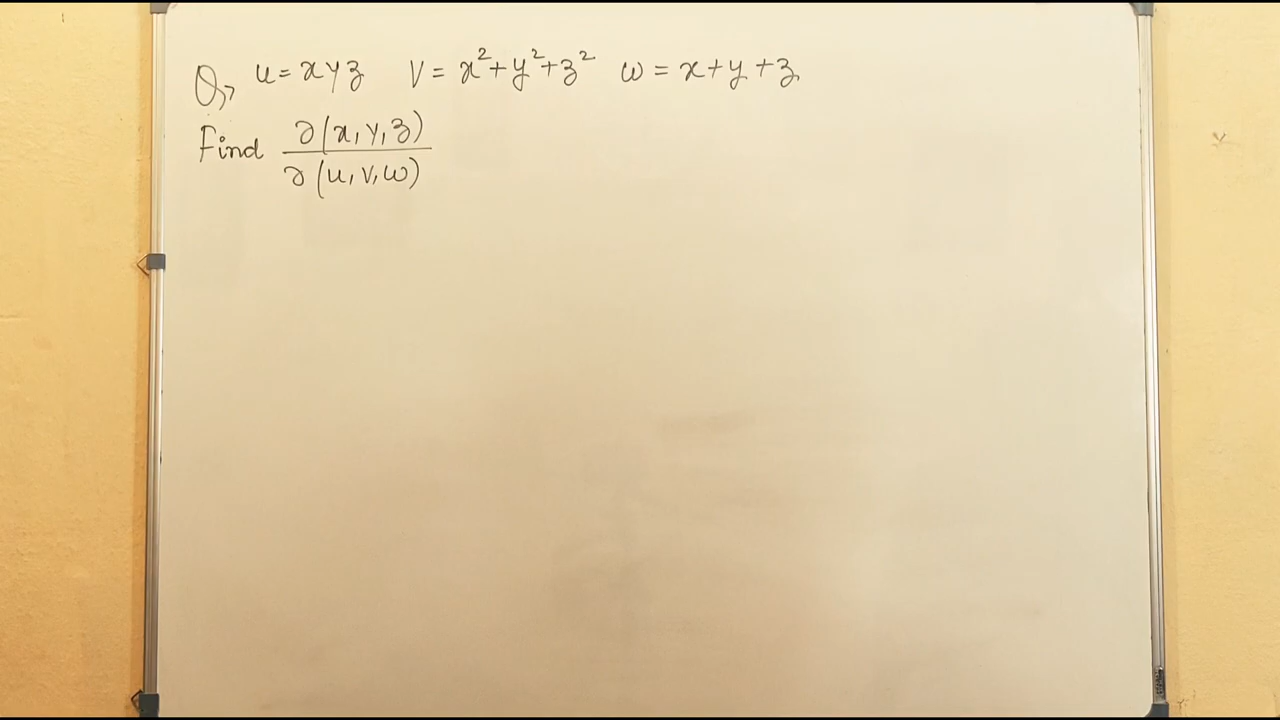 Q, u = xyz v = x²+y²+z² w = x+y+z
Find ∂(x,y,z)
∂(u,v,w)